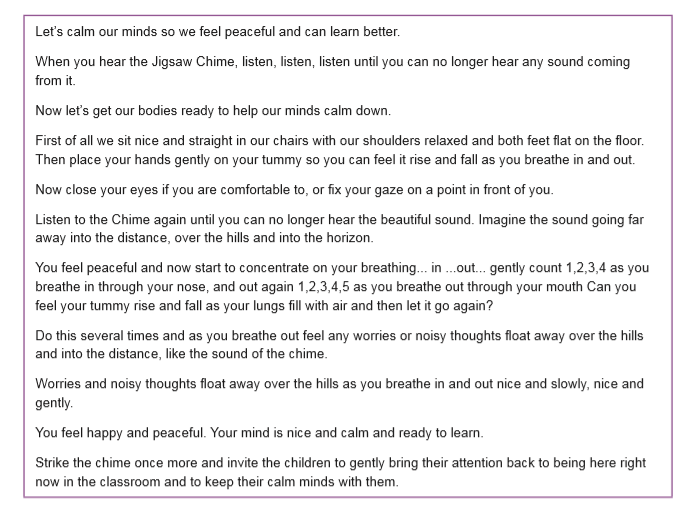 Let's calm our minds so we feel peaceful and can learn better.
When you hear the Jigsaw Chime, listen, listen, listen until you can no longer hear any sound coming
from it.
Now let's get our bodies ready to help our minds calm down.
First of all we sit nice and straight in our chairs with our shoulders relaxed and both feet flat on the floor.
Then place your hands gently on your tummy so you can feel it rise and fall as you breathe in and out.
Now close your eyes if you are comfortable to, or fix your gaze on a point in front of you.
Listen to the Chime again until you can no longer hear the beautiful sound. Imagine the sound going far
away into the distance, over the hills and into the horizon.
You feel peaceful and now start to concentrate on your breathing... in ...out... gently count 1,2,3,4 as you
breathe in through your nose, and out again 1,2,3,4,5 as you breathe out through your mouth Can you
feel your tummy rise and fall as your lungs fill with air and then let it go again?
Do this several times and as you breathe out feel any worries or noisy thoughts float away over the hills
and into the distance, like the sound of the chime.
Worries and noisy thoughts float away over the hills as you breathe in and out nice and slowly, nice and
gently.
You feel happy and peaceful. Your mind is nice and calm and ready to learn.
Strike the chime once more and invite the children to gently bring their attention back to being here right
now in the classroom and to keep their calm minds with them.